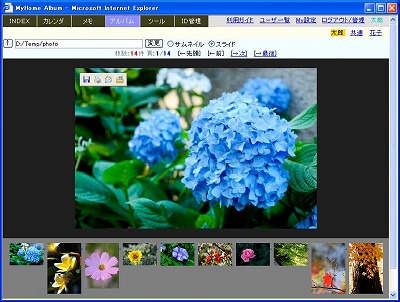 MyHome Album - Microsoft Internet Explorer
INDEX カレンダ メモ アルバム ツール ID管理 利用ガイド ユーザ一覧 My設定 ログアウト/管理 太郎
太郎 共通 花子
↑ D:/Temp/photo 変更 サムネイル スライド
枚数:14件 頁:1/14 [←先頭] [←前] [→次] [→最後]